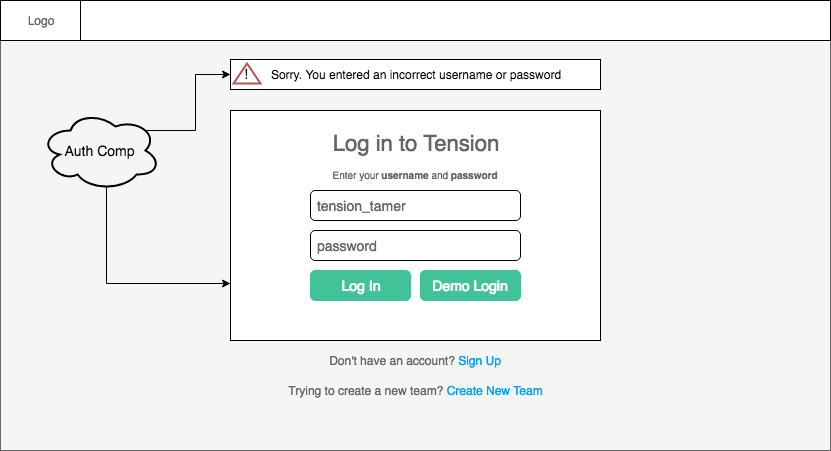 Logo
! Sorry. You entered an incorrect username or password
Auth Comp
Log in to Tension
Enter your username and password
tension_tamer
password
Log In Demo Login
Don't have an account? Sign Up
Trying to create a new team? Create New Team